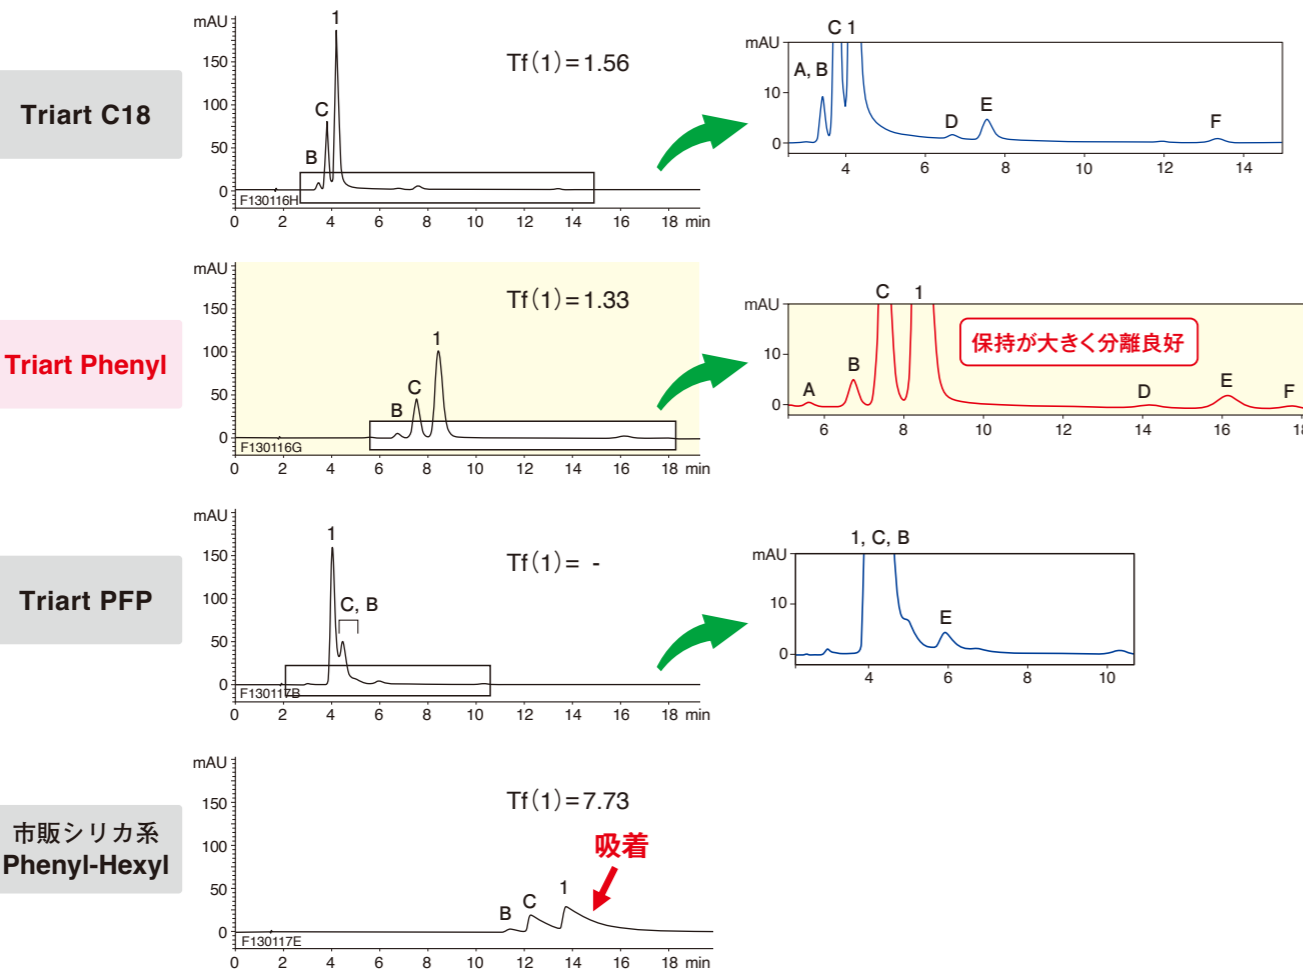 Triart C18
mAU
150
100
50
0
B
C
1
Tf(1)=1.56
F130116H
0 2 4 6 8 10 12 14 16 18 min
mAU
10
0
A, B
C 1
D
E
F
4 6 8 10 12 14
Triart Phenyl
mAU
150
100
50
0
B
C
1
Tf(1)=1.33
F130116G
0 2 4 6 8 10 12 14 16 18 min
mAU
10
0
A
B
C
1
保持が大きく分離良好
D
E
F
6 8 10 12 14 16 18
Triart PFP
mAU
150
100
50
0
1
C, B
Tf(1)= -
F130117B
0 2 4 6 8 10 12 14 16 18 min
mAU
10
0
1, C, B
E
4 6 8 10
市販シリカ系
Phenyl-Hexyl
mAU
150
100
50
0
B
C
1
Tf(1)=7.73
吸着
F130117E
0 2 4 6 8 10 12 14 16 18 min